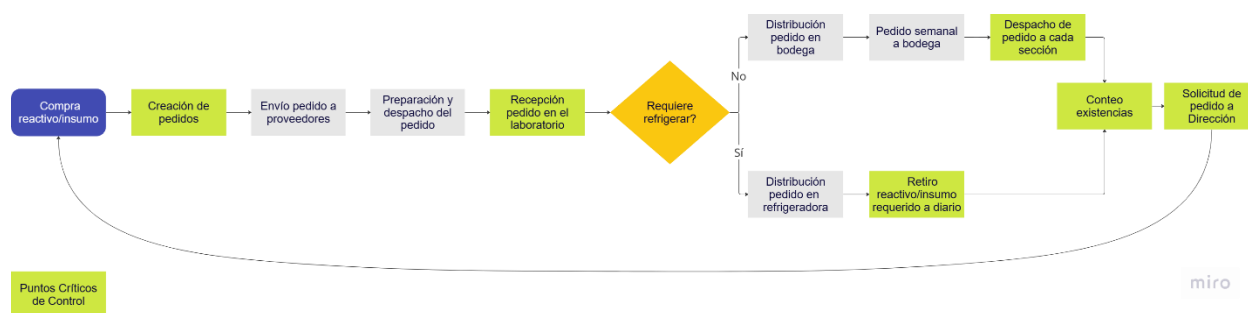 Compra
reactivo/insumo
Creación de
pedidos
Envío pedido a
proveedores
Preparación y
despacho del
pedido
Recepción
pedido en el
laboratorio
Requiere
refrigerar?
No
Distribución
pedido en
bodega
Pedido semanal
a bodega
Despacho de
pedido a cada
sección
Sí
Distribución
pedido en
refrigeradora
Retiro
reactivo/insumo
requerido a diario
Conteo
existencias
Solicitud de
pedido a
Dirección
Puntos Críticos
de Control
miro